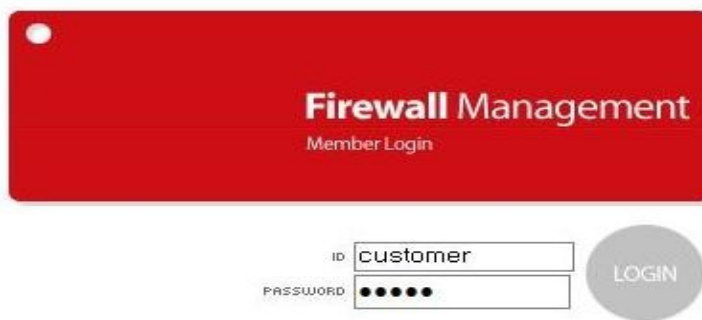 Firewall Management
Member Login
ID customer
PASSWORD •••••
LOGIN